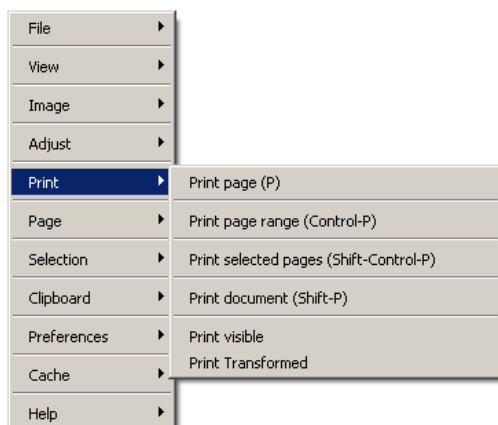 File
View
Image
Adjust
Print
Page
Selection
Clipboard
Preferences
Cache
Help
Print page (P)
Print page range (Control-P)
Print selected pages (Shift-Control-P)
Print document (Shift-P)
Print visible
Print Transformed